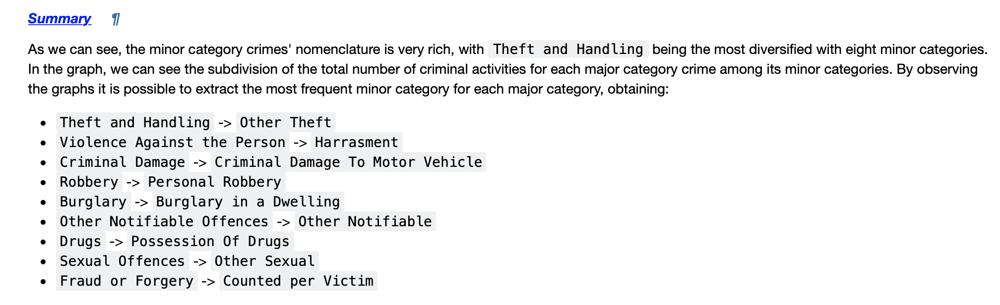 Summary ¶
As we can see, the minor category crimes' nomenclature is very rich, with Theft and Handling being the most diversified with eight minor categories.
In the graph, we can see the subdivision of the total number of criminal activities for each major category crime among its minor categories. By observing
the graphs it is possible to extract the most frequent minor category for each major category, obtaining:
• Theft and Handling -> Other Theft
• Violence Against the Person -> Harrasment
• Criminal Damage -> Criminal Damage To Motor Vehicle
• Robbery -> Personal Robbery
• Burglary -> Burglary in a Dwelling
• Other Notifiable Offences -> Other Notifiable
• Drugs -> Possession Of Drugs
• Sexual Offences -> Other Sexual
• Fraud or Forgery -> Counted per Victim